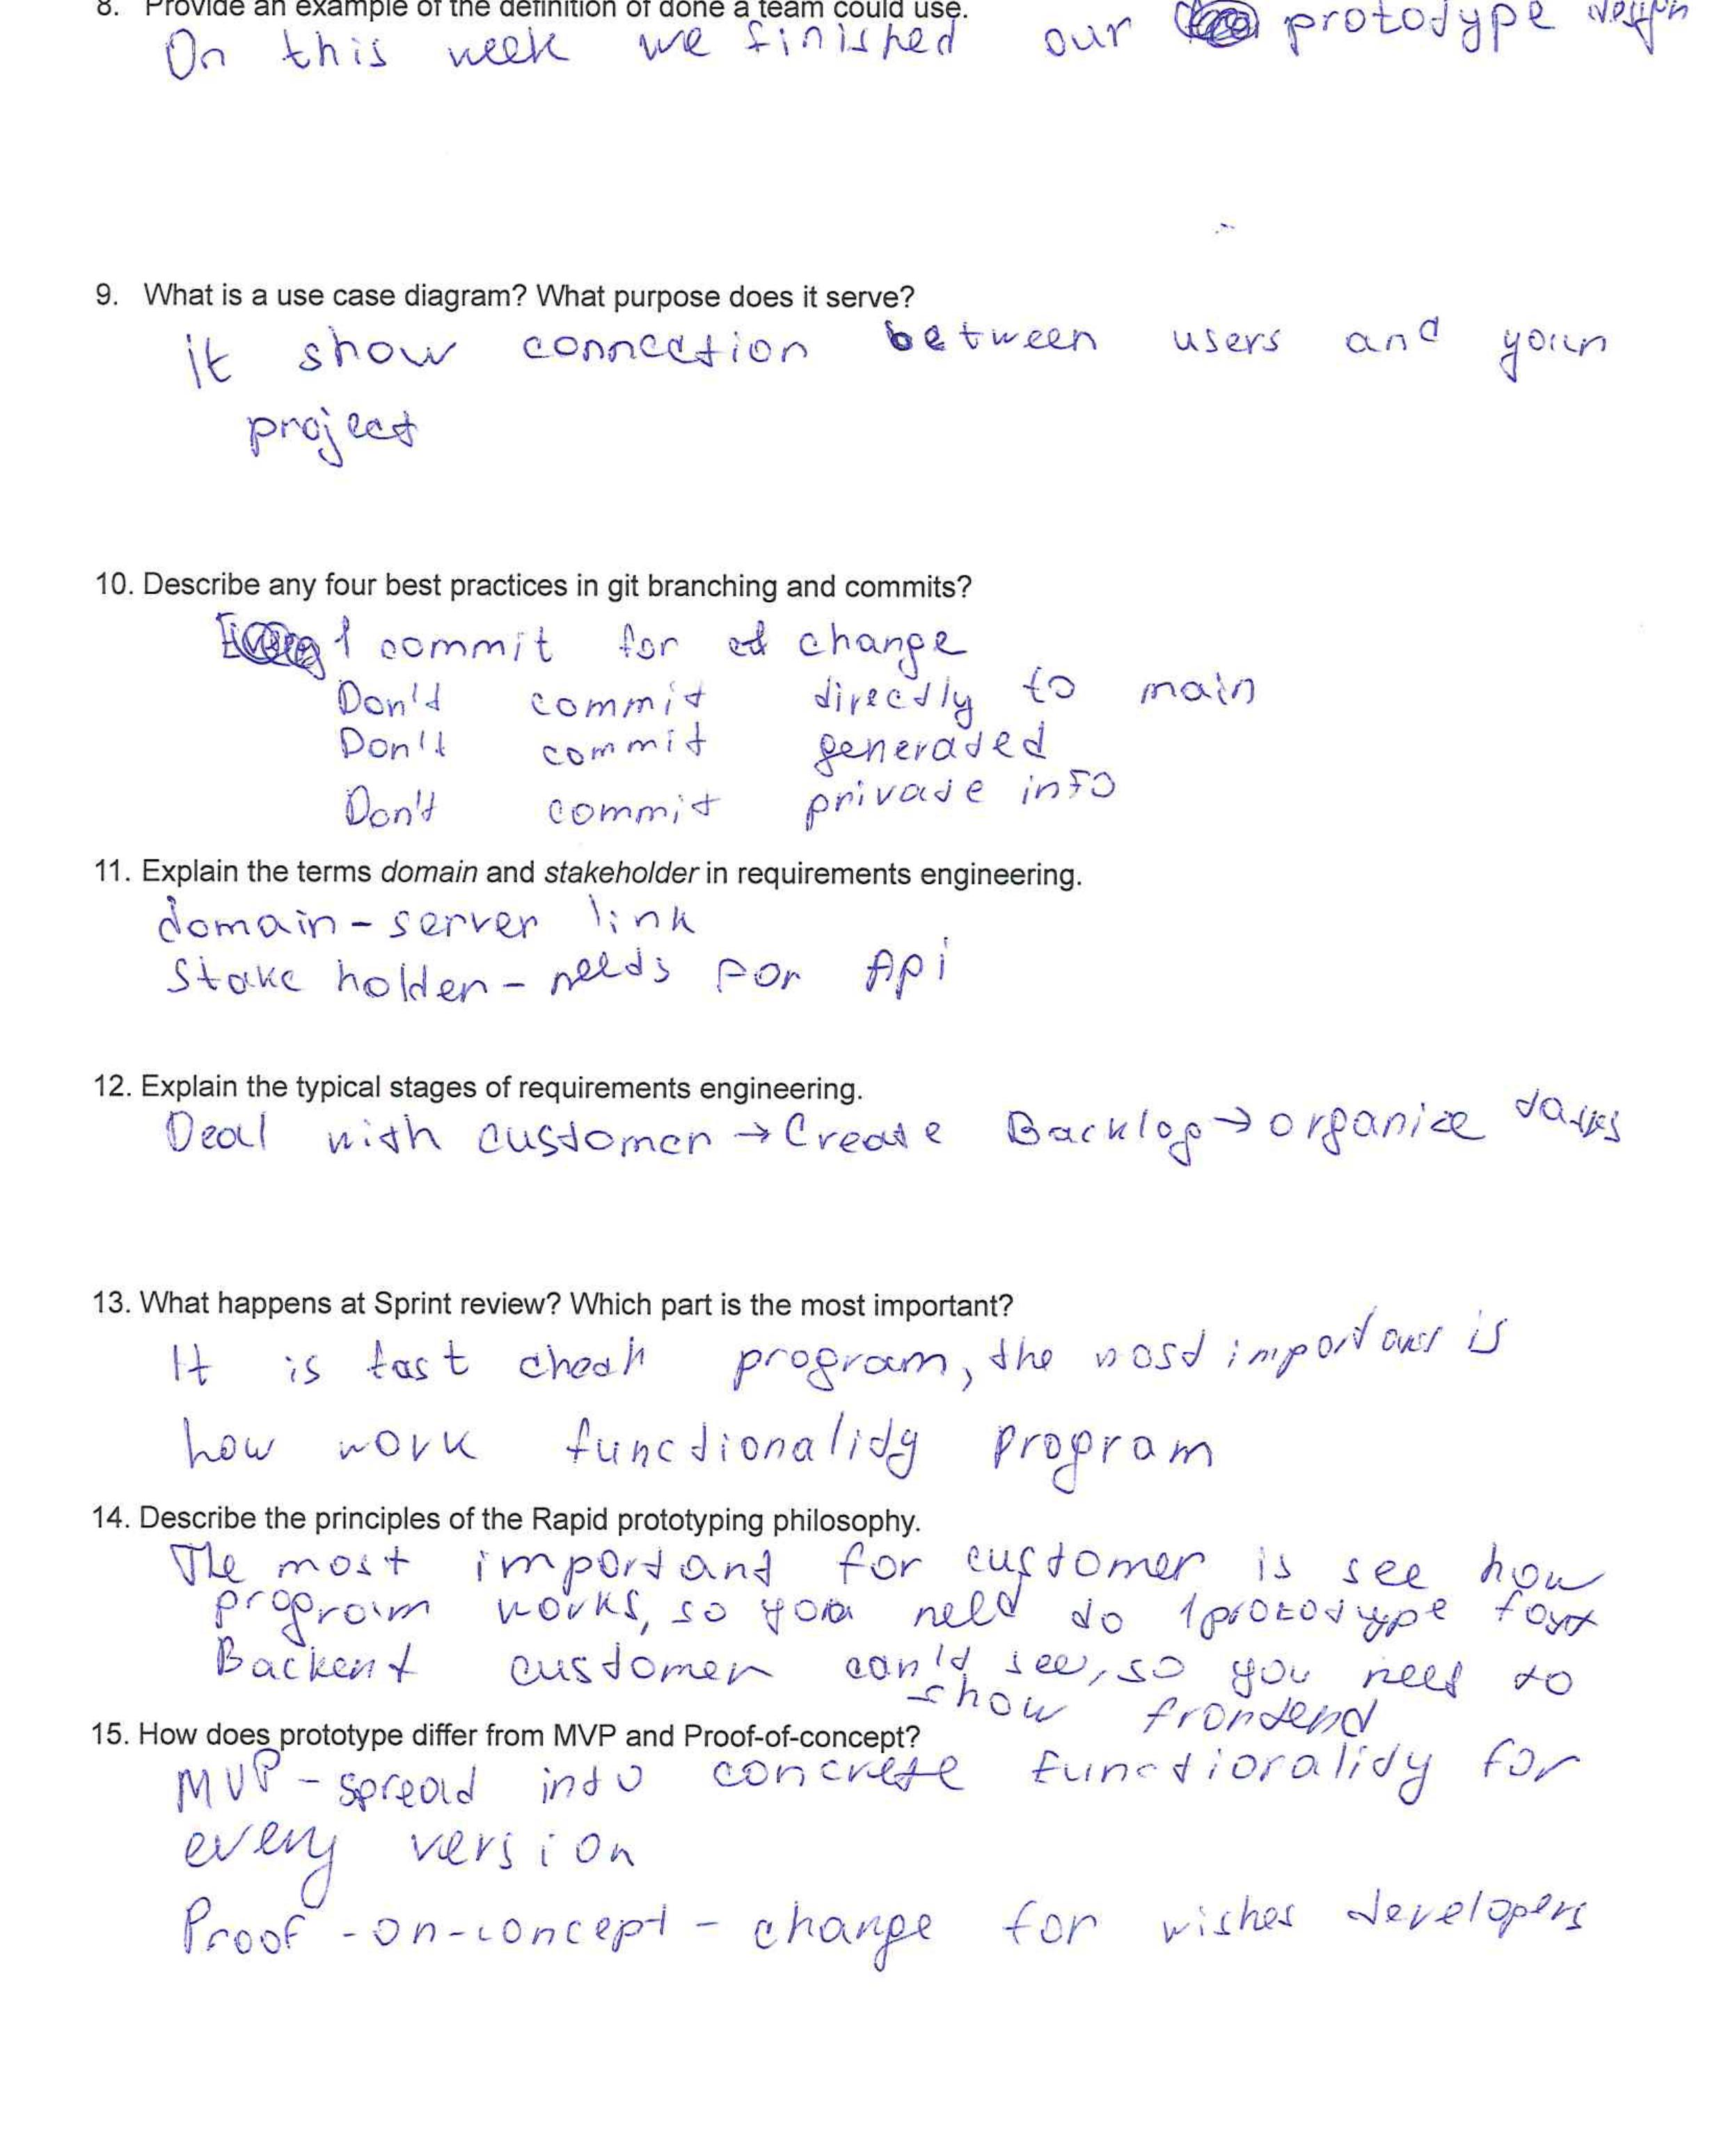 8. Provide an example of the definition of done a team could use.
On this week we finished our prototype design
9. What is a use case diagram? What purpose does it serve?
it show connection between users and your
project
10. Describe any four best practices in git branching and commits?
1 commit for change
Don't commit directly to main
Don't commit generated
Don't commit private info
11. Explain the terms domain and stakeholder in requirements engineering.
domain - server link
Stake holder - needs for Api
12. Explain the typical stages of requirements engineering.
Deal with customer → Create Backlog → organize tasks
13. What happens at Sprint review? Which part is the most important?
It is fast check program, the most important is
how work functionality program
14. Describe the principles of the Rapid prototyping philosophy.
The most important for customer is see how
program works, so you need do 1 prototype fast
Backent customer can't see, so you need to
show frontend
15. How does prototype differ from MVP and Proof-of-concept?
MVP - spread into concrete functionality for
every version
Proof-on-concept - change for wishes developers